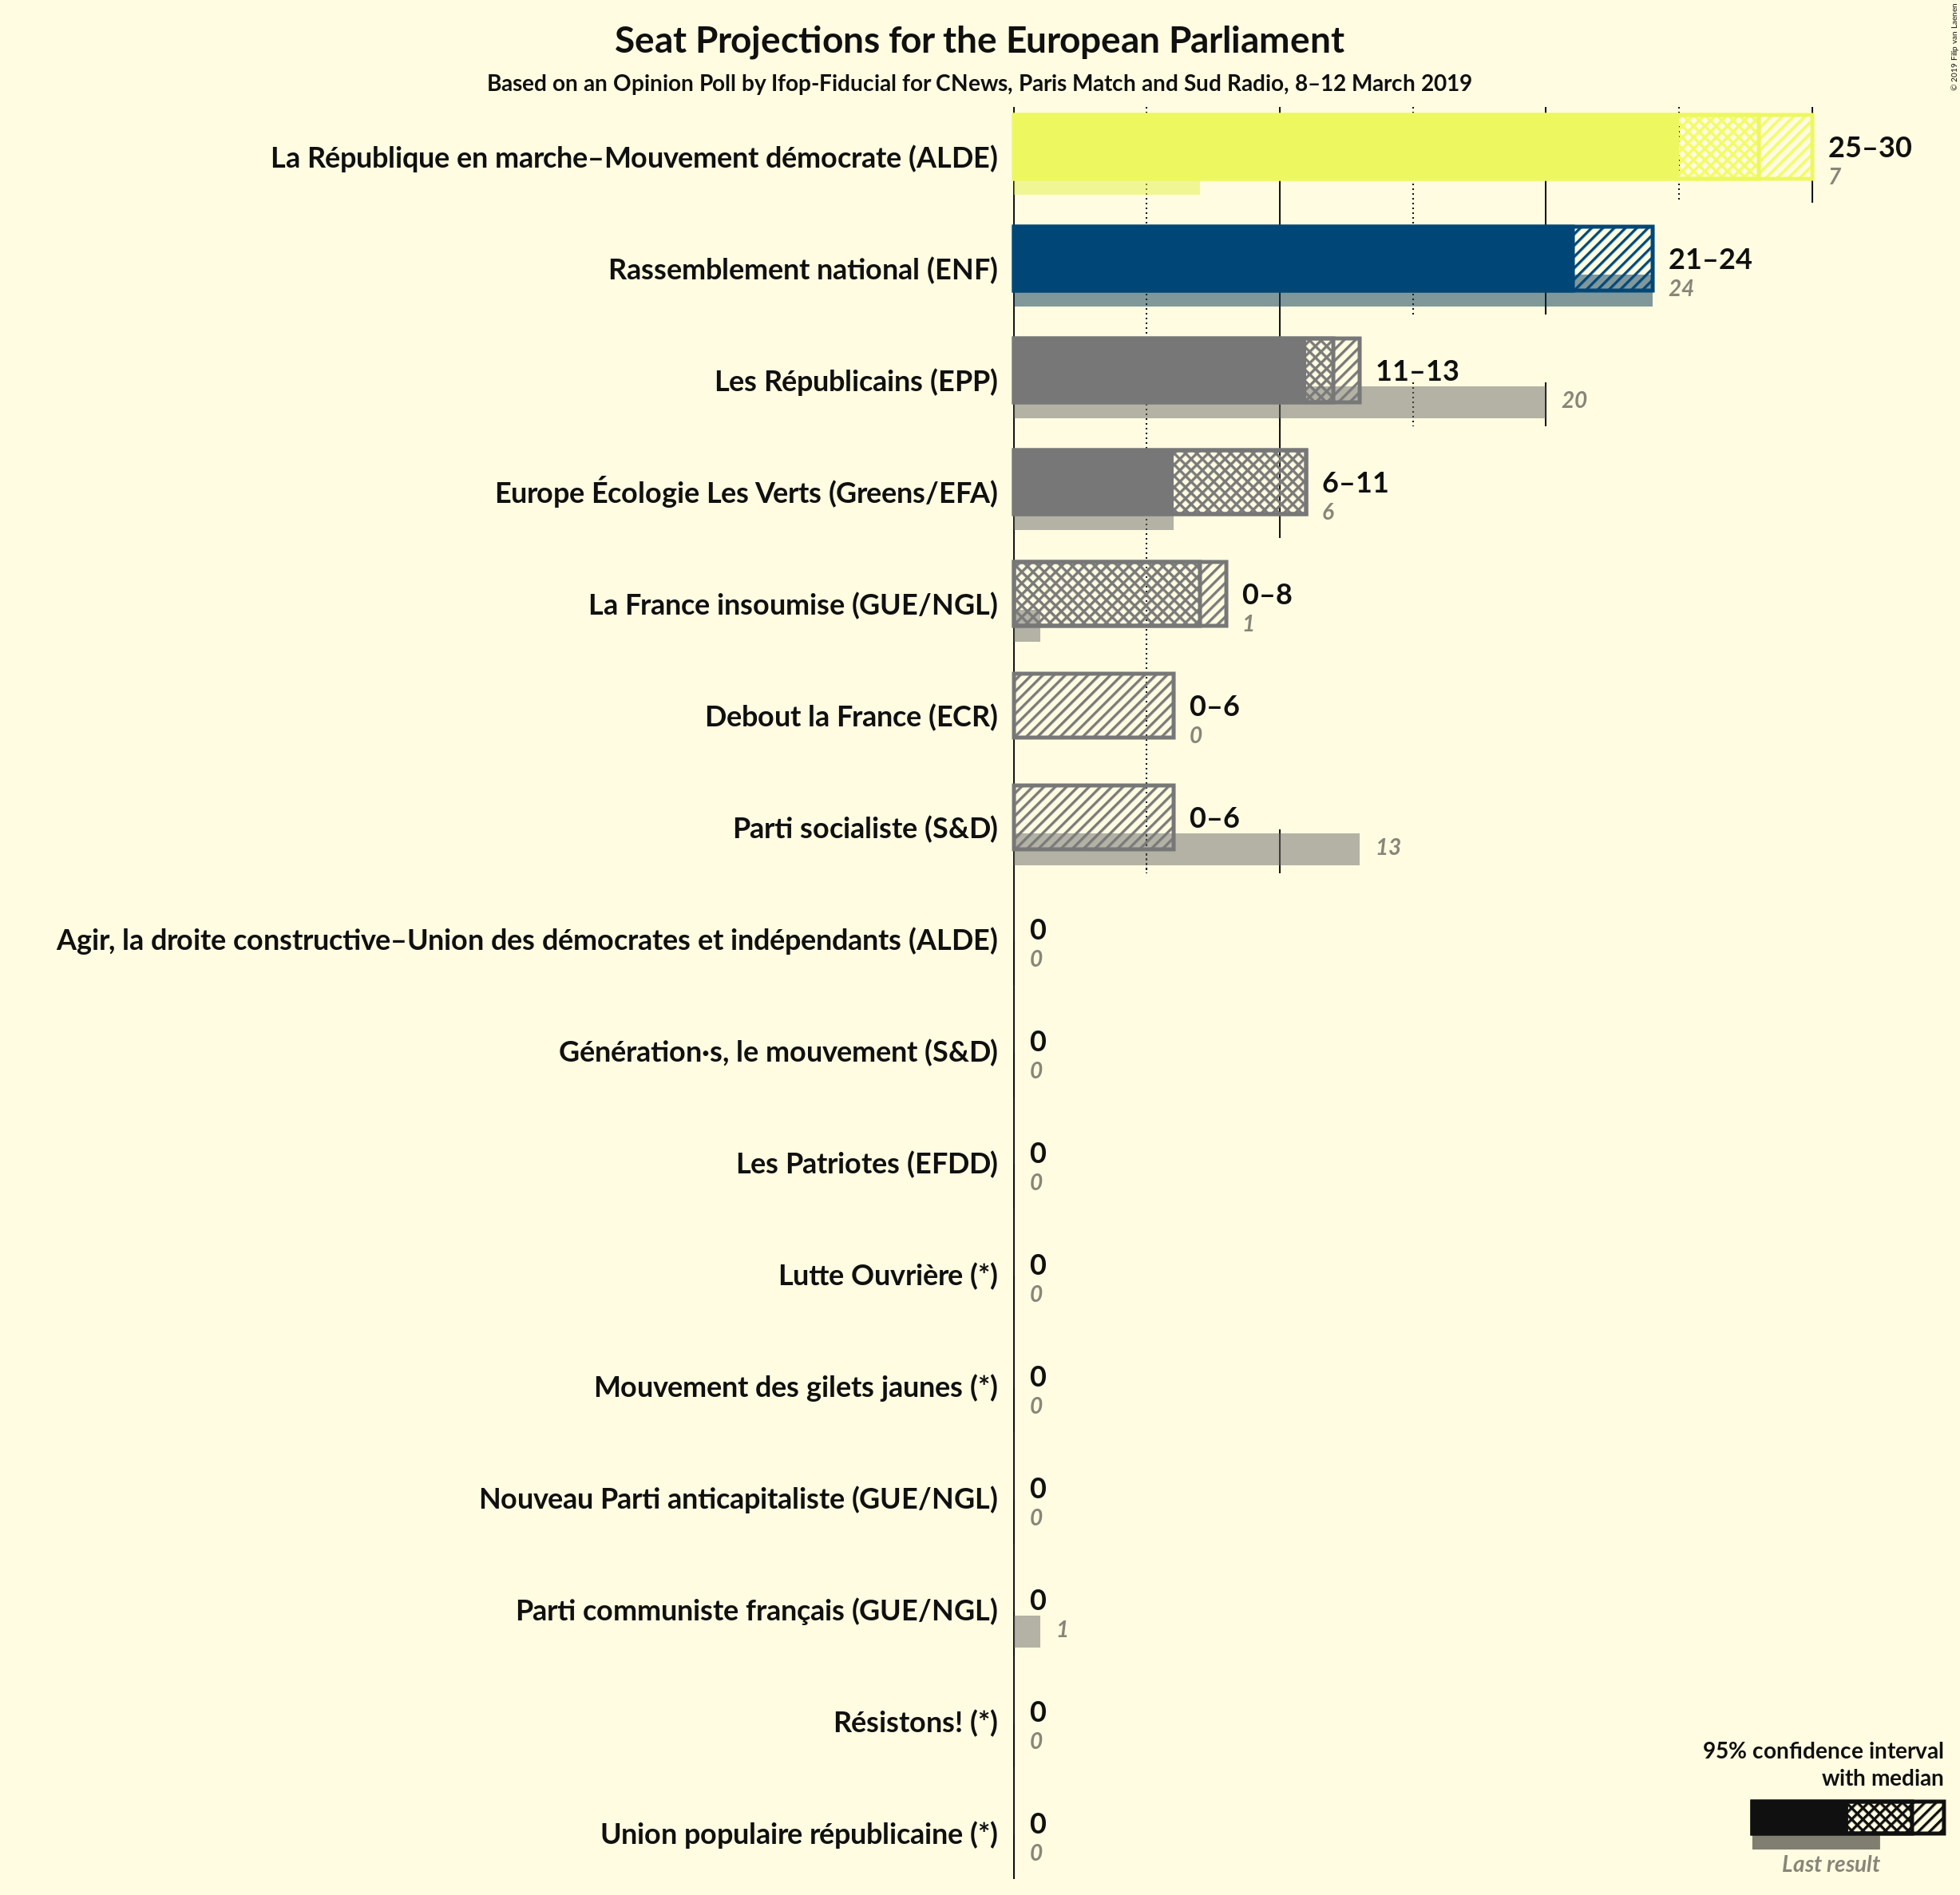 Seat Projections for the European Parliament
Based on an Opinion Poll by Ifop-Fiducial for CNews, Paris Match and Sud Radio, 8–12 March 2019
© 2019 Filip van Laenen
La République en marche–Mouvement démocrate (ALDE)
25–30
7
Rassemblement national (ENF)
21–24
24
Les Républicains (EPP)
11–13
20
Europe Écologie Les Verts (Greens/EFA)
6–11
6
La France insoumise (GUE/NGL)
0–8
1
Debout la France (ECR)
0–6
0
Parti socialiste (S&D)
0–6
13
Agir, la droite constructive–Union des démocrates et indépendants (ALDE)
0
0
Génération·s, le mouvement (S&D)
0
0
Les Patriotes (EFDD)
0
0
Lutte Ouvrière (*)
0
0
Mouvement des gilets jaunes (*)
0
0
Nouveau Parti anticapitaliste (GUE/NGL)
0
0
Parti communiste français (GUE/NGL)
0
1
Résistons! (*)
0
0
Union populaire républicaine (*)
0
0
95% confidence interval
with median
Last result